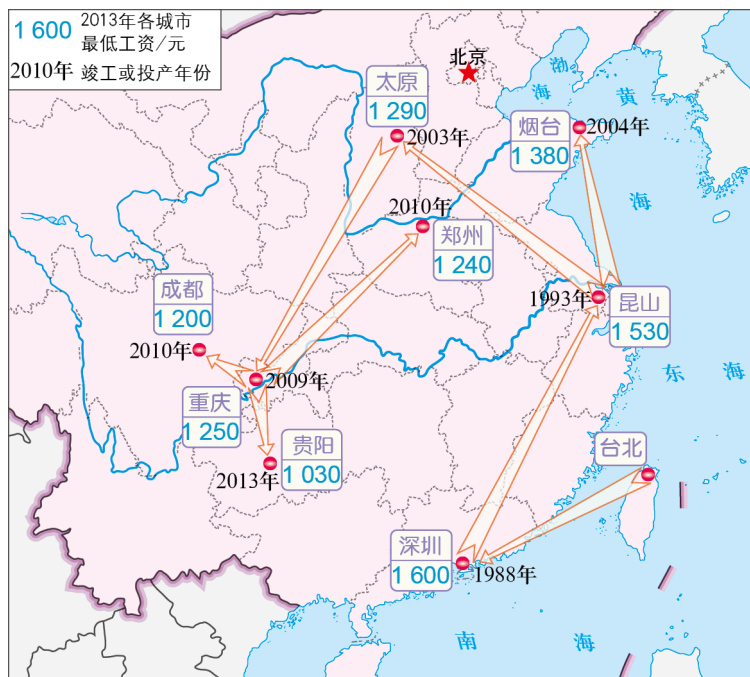 1 600 2013年各城市
最低工资/元
2010年 竣工或投产年份
北京
太原
1 290
2003年
渤
海
黄
海
烟台
1 380
2004年
2010年
郑州
1 240
成都
1 200
2010年
1993年
昆山
1 530
2009年
重庆
1 250
东海
贵阳
1 030
2013年
台北
深圳
1 600
1988年
南海